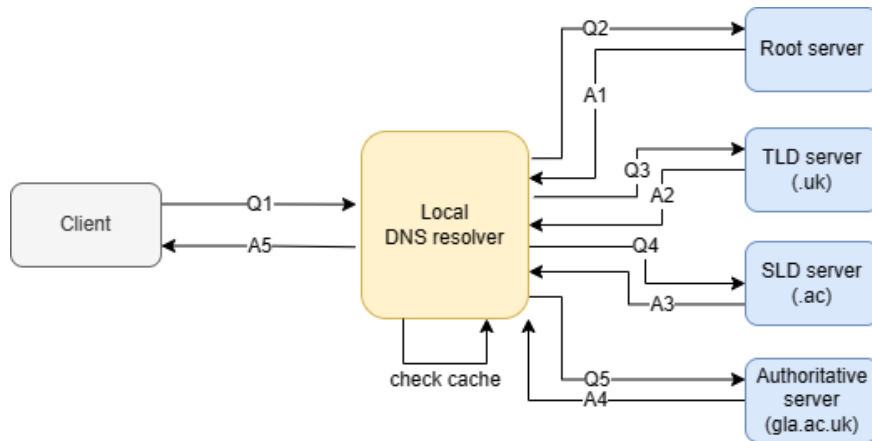 Q2
Root server
A1
TLD server
(.uk)
Q3
A2
Client
Q1
A5
Local
DNS resolver
Q4
SLD server
(.ac)
A3
check cache
Q5
A4
Authoritative
server
(gla.ac.uk)